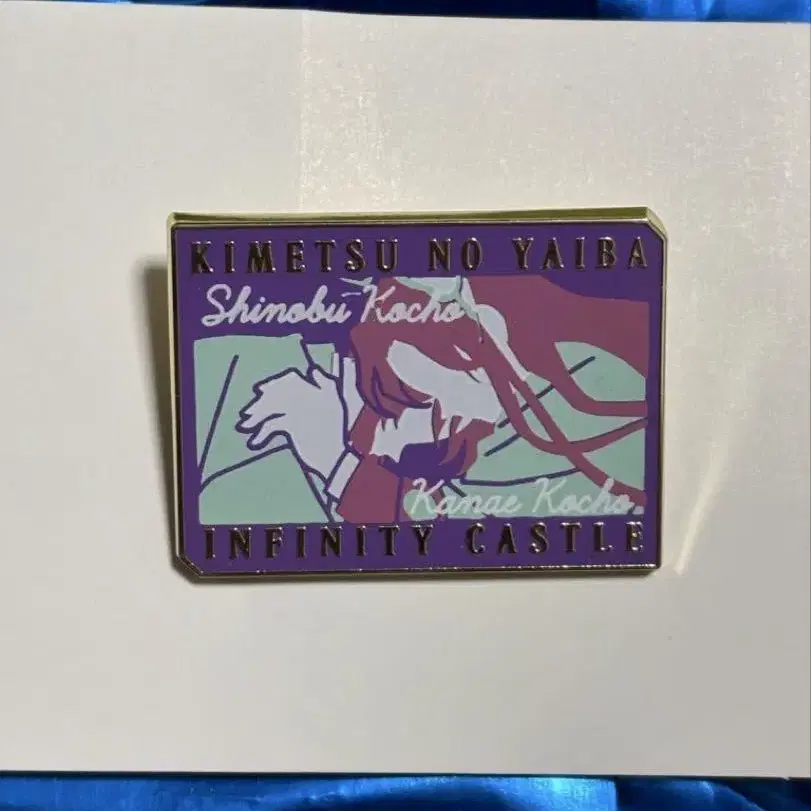 KIMETSU NO YAIBA
Shinobu Kocho
Kanae Kocho.
INFINITY CASTLE